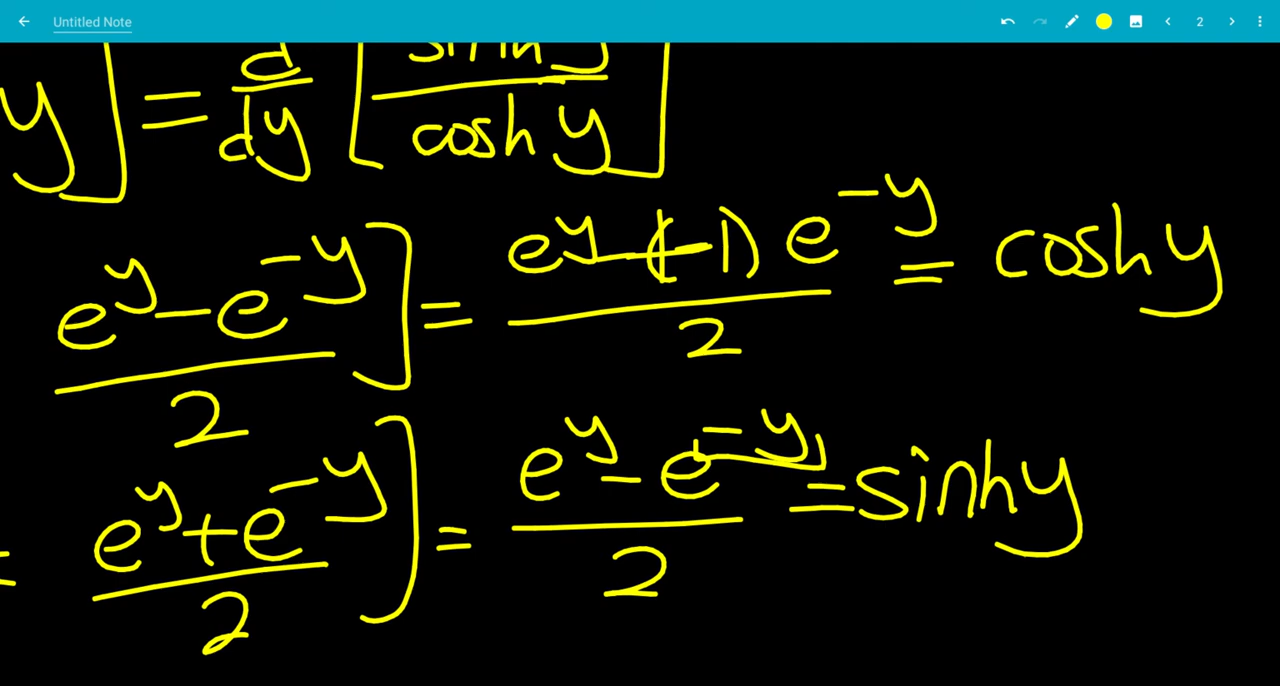 Untitled Note
2
y] = d/dy [sinh y / cosh y]
(e^y - e^-y)/2] = (e^y - (-1)e^-y)/2 = cosh y
= (e^y + e^-y)/2] = (e^y - e^-y)/2 = sinh y